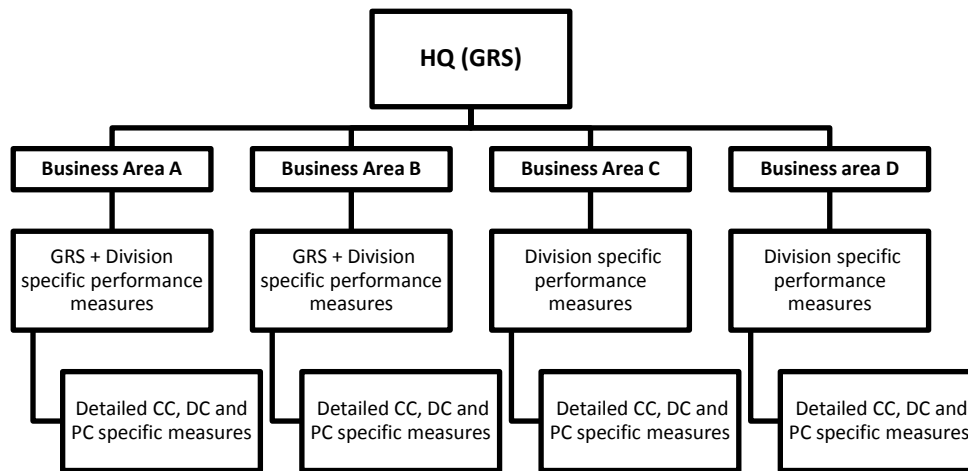 HQ (GRS)
Business Area A
Business Area B
Business Area C
Business area D
GRS + Division
specific performance
measures
GRS + Division
specific performance
measures
Division specific
performance
measures
Division specific
performance
measures
Detailed CC, DC and
PC specific measures
Detailed CC, DC and
PC specific measures
Detailed CC, DC and
PC specific measures
Detailed CC, DC and
PC specific measures